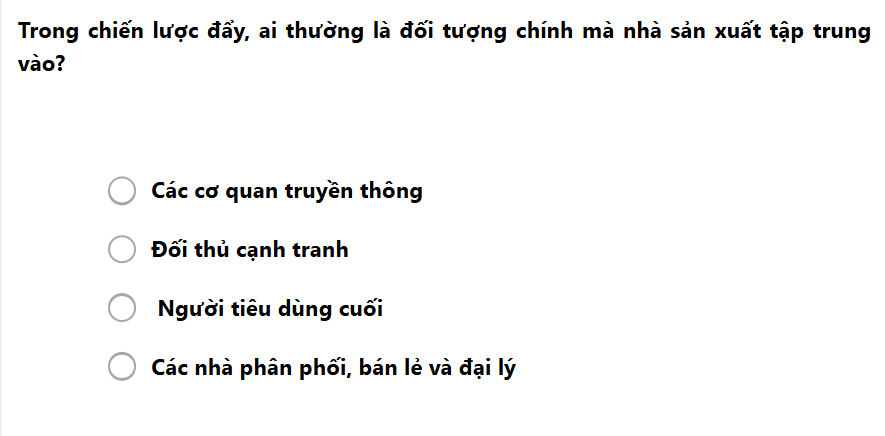 Trong chiến lược đẩy, ai thường là đối tượng chính mà nhà sản xuất tập trung
vào?
Các cơ quan truyền thông
Đối thủ cạnh tranh
Người tiêu dùng cuối
Các nhà phân phối, bán lẻ và đại lý